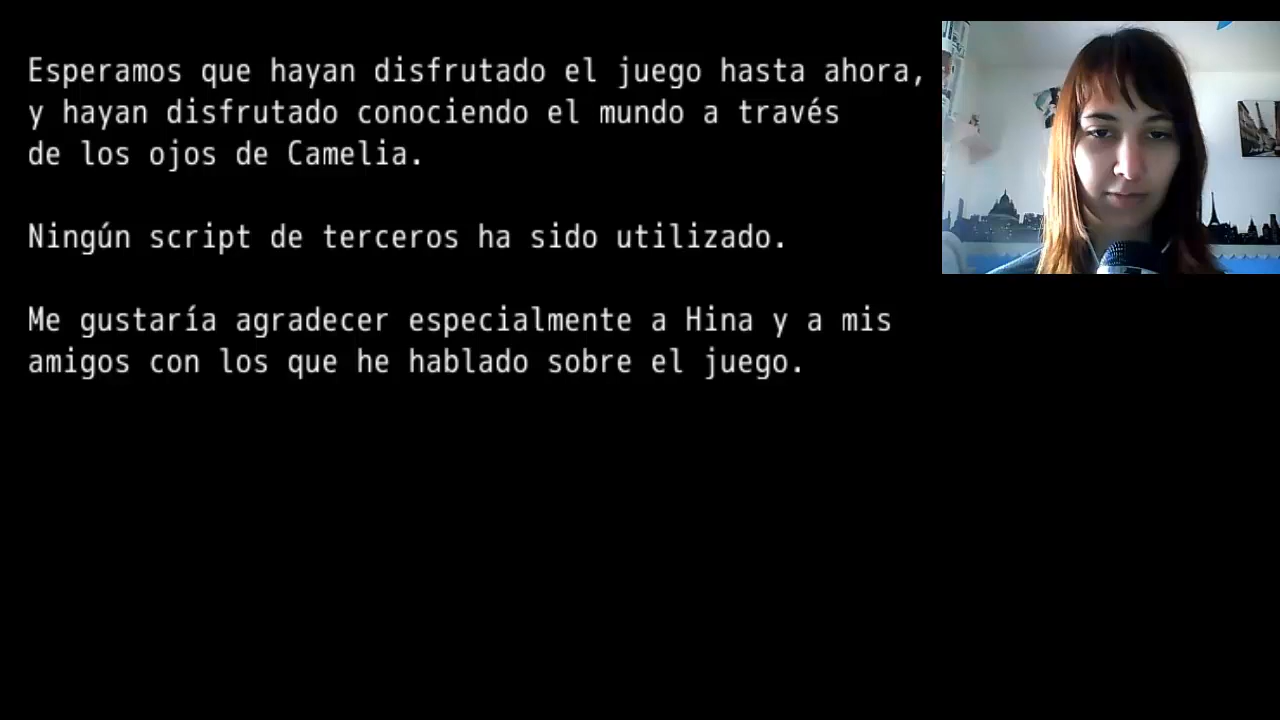 Esperamos que hayan disfrutado el juego hasta ahora,
y hayan disfrutado conociendo el mundo a través
de los ojos de Camelia.
Ningún script de terceros ha sido utilizado.
Me gustaría agradecer especialmente a Hina y a mis
amigos con los que he hablado sobre el juego.